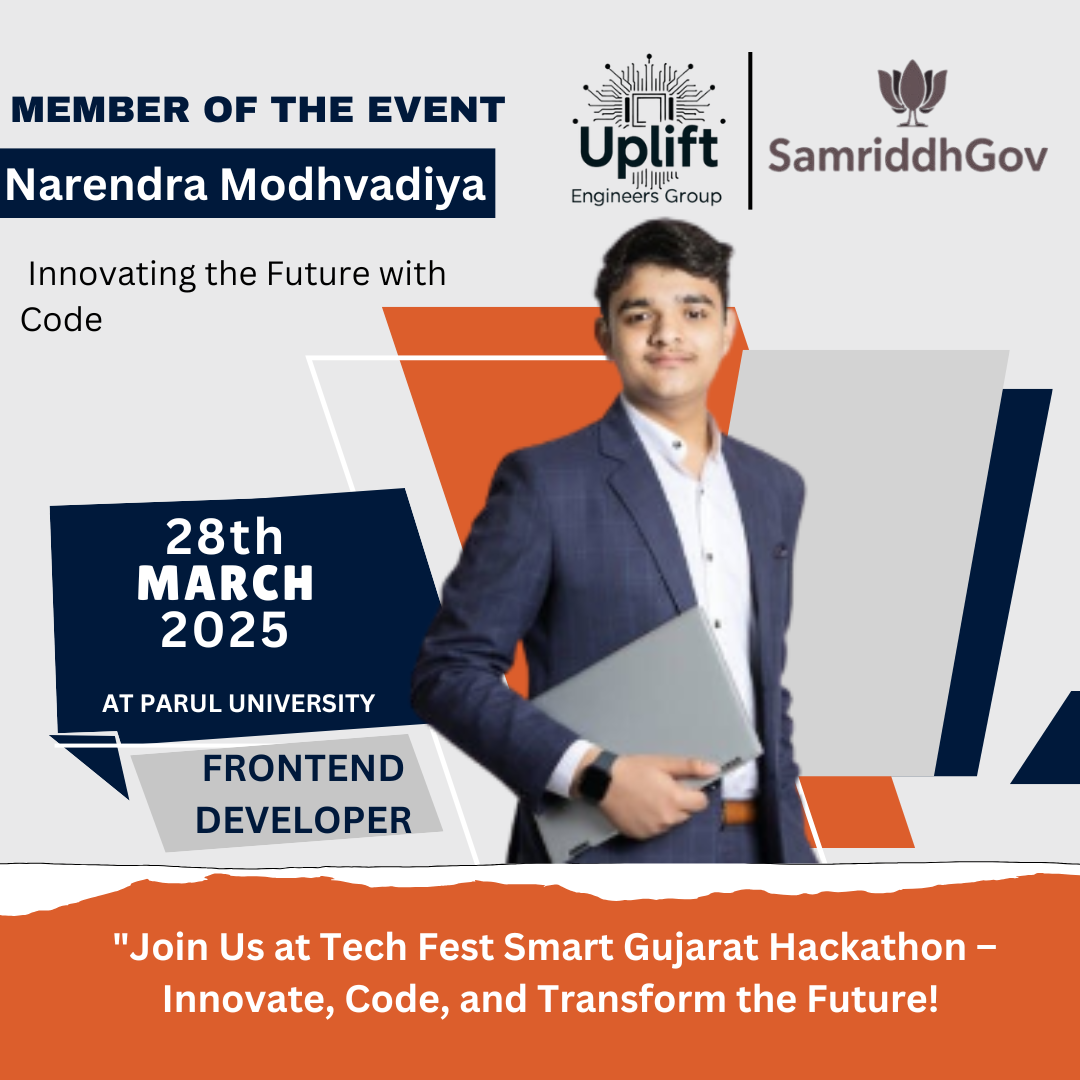 MEMBER OF THE EVENT
Narendra Modhvadiya
Innovating the Future with
Code
Uplift
Engineers Group
SamriddhGov
28th
MARCH
2025
AT PARUL UNIVERSITY
FRONTEND
DEVELOPER
"Join Us at Tech Fest Smart Gujarat Hackathon –
Innovate, Code, and Transform the Future!